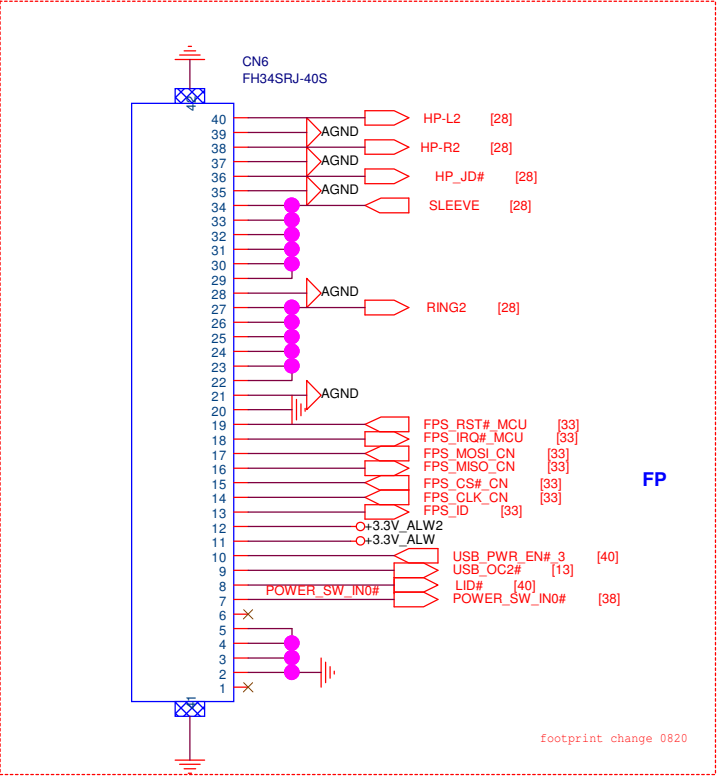 CN6
FH34SRJ-40S
42
40 HP-L2 [28]
39 AGND
38 HP-R2 [28]
37 AGND
36 HP_JD# [28]
35 AGND
34 SLEEVE [28]
33
32
31
30
29
28 AGND
27 RING2 [28]
26
25
24
23
22
21 AGND
20
19 FPS_RST#_MCU [33]
18 FPS_IRQ#_MCU [33]
17 FPS_MOSI_CN [33]
16 FPS_MISO_CN [33]
15 FPS_CS#_CN [33]
FP
14 FPS_CLK_CN [33]
13 FPS_ID [33]
12 +3.3V_ALW2
11 +3.3V_ALW
10 USB_PWR_EN#_3 [40]
9 USB_OC2# [13]
8 LID# [40]
POWER_SW_IN0#
7 POWER_SW_IN0# [38]
6
5
4
3
2
1
41
footprint change 0820